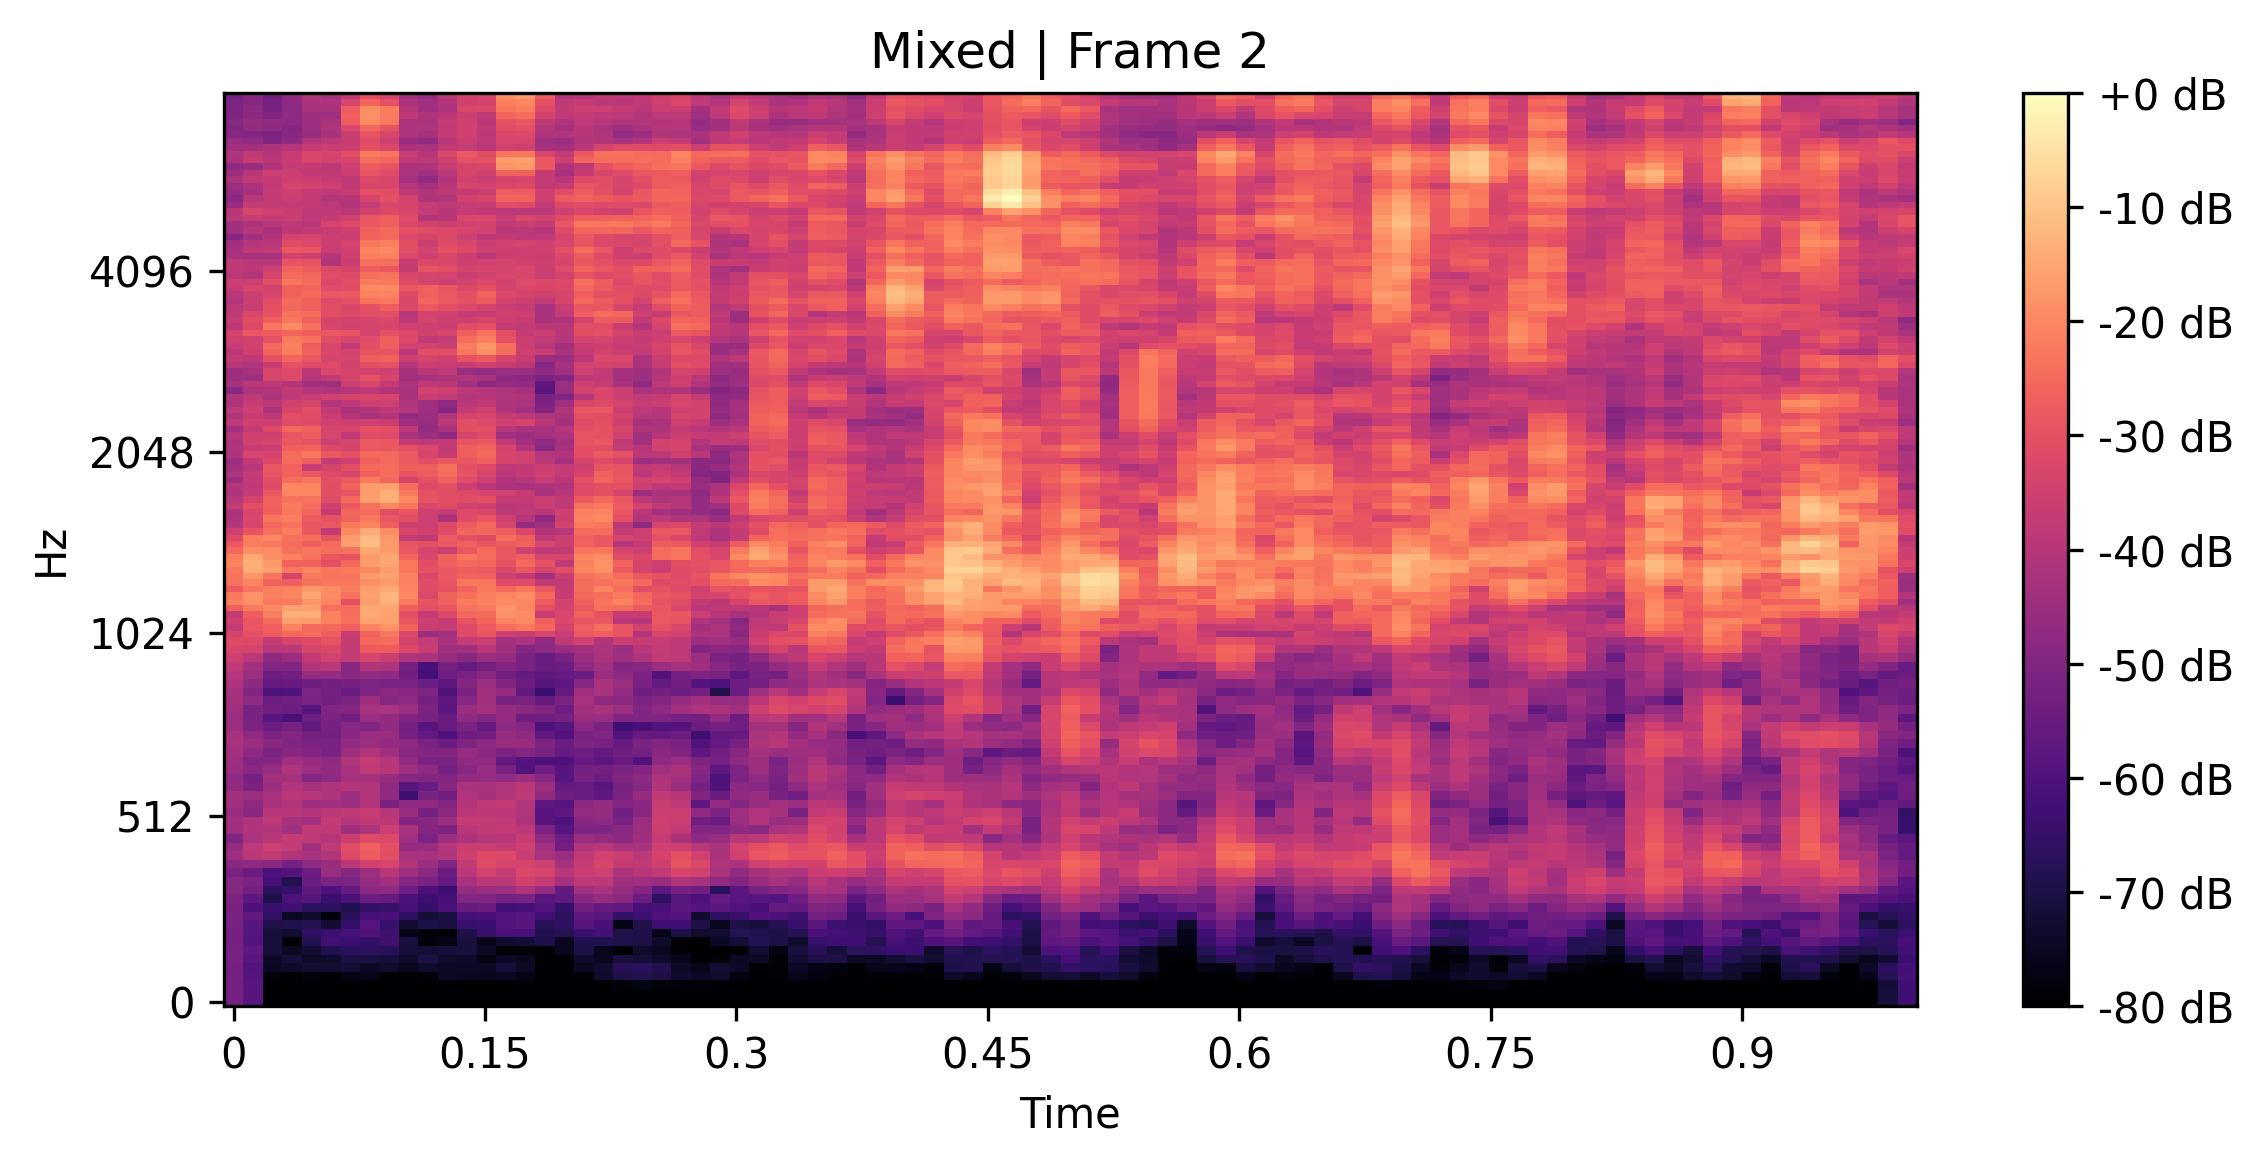 Mixed | Frame 2
+0 dB
-10 dB
-20 dB
-30 dB
-40 dB
-50 dB
-60 dB
-70 dB
-80 dB
Hz
4096
2048
1024
512
0
0 0.15 0.3 0.45 0.6 0.75 0.9
Time